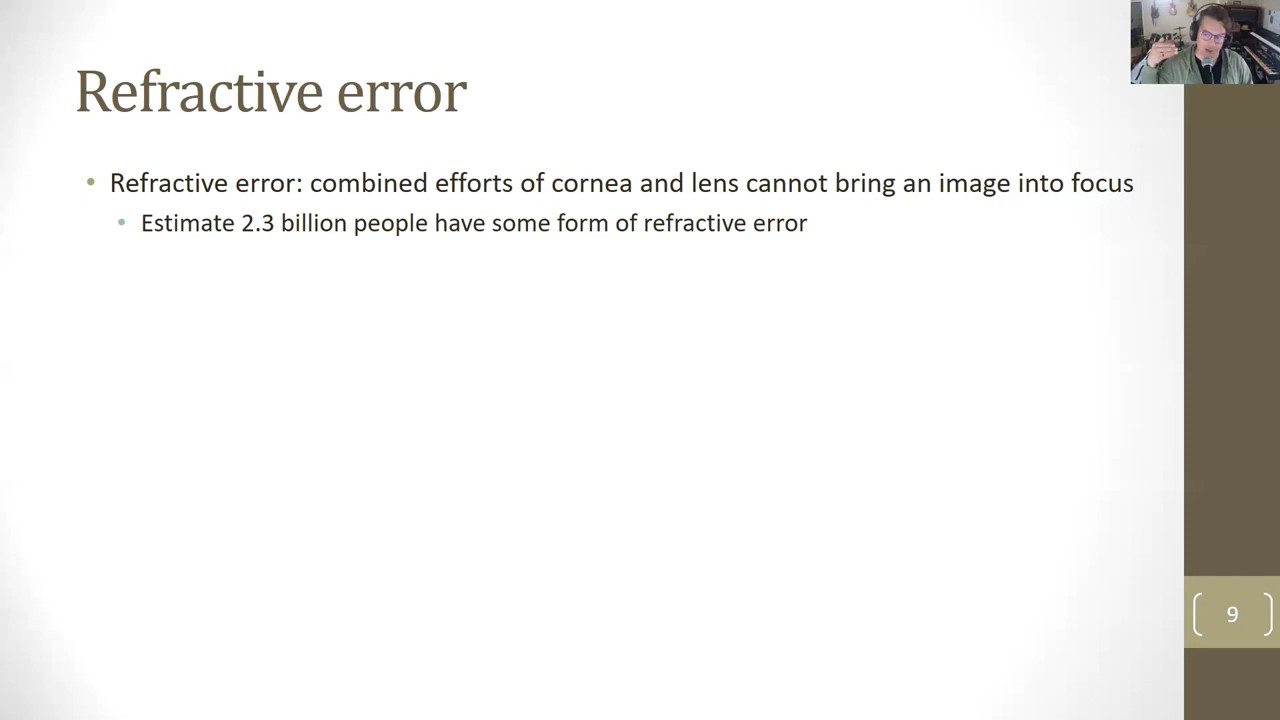 Refractive error
• Refractive error: combined efforts of cornea and lens cannot bring an image into focus
• Estimate 2.3 billion people have some form of refractive error
9